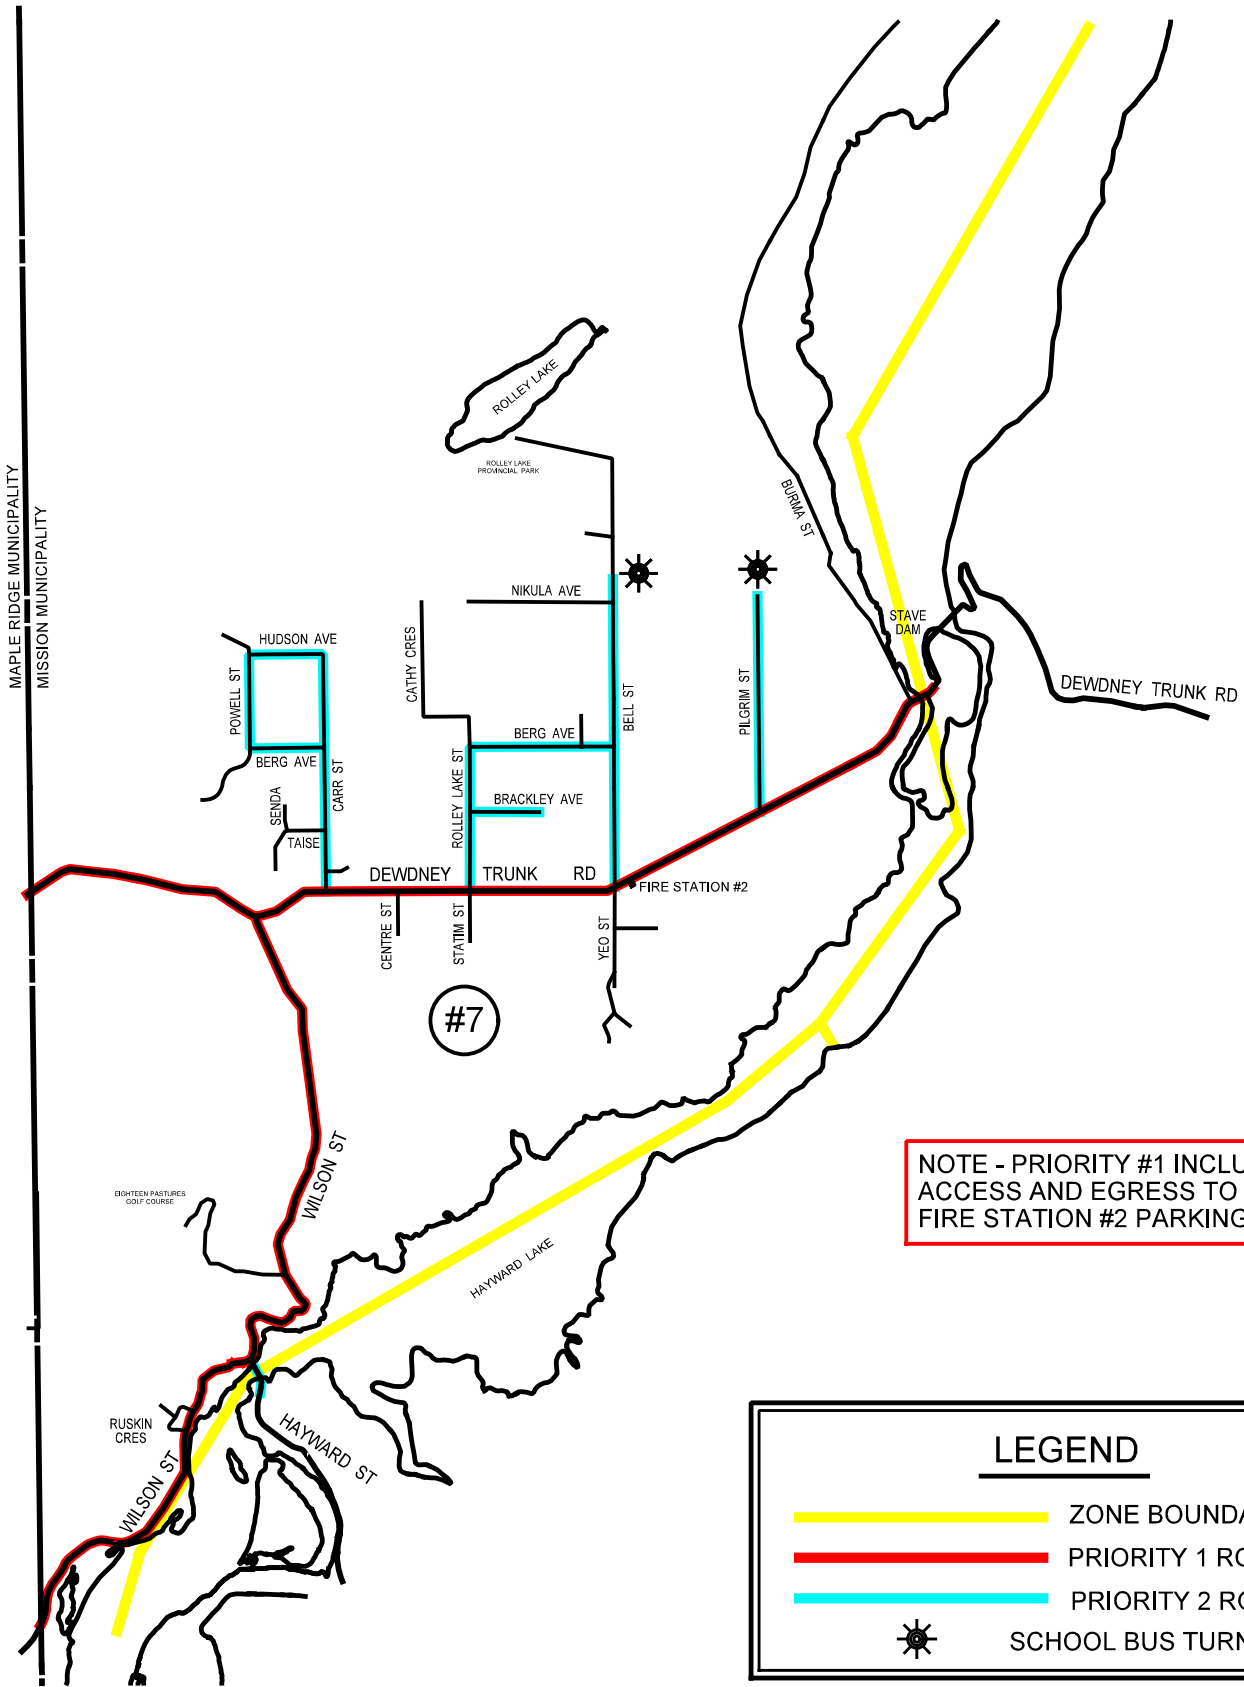 ROLLEY LAKE
ROLLEY LAKE
PROVINCIAL PARK
MAPLE RIDGE MUNICIPALITY
MISSION MUNICIPALITY
BURMA ST
NIKULA AVE
STAVE
DAM
HUDSON AVE
CATHY CRES
POWELL ST
BELL ST
PILGRIM ST
DEWDNEY TRUNK RD
BERG AVE
BERG AVE
CARR ST
ROLLEY LAKE ST
BRACKLEY AVE
SENDA
TAISE
DEWDNEY TRUNK RD
FIRE STATION #2
CENTRE ST
STATIM ST
YEO ST
#7
WILSON ST
EIGHTEEN PASTURES
GOLF COURSE
NOTE - PRIORITY #1 INCLU
ACCESS AND EGRESS TO
FIRE STATION #2 PARKING
HAYWARD LAKE
RUSKIN
CRES
HAYWARD ST
WILSON ST
LEGEND
ZONE BOUNDA
PRIORITY 1 RO
PRIORITY 2 RO
SCHOOL BUS TURN